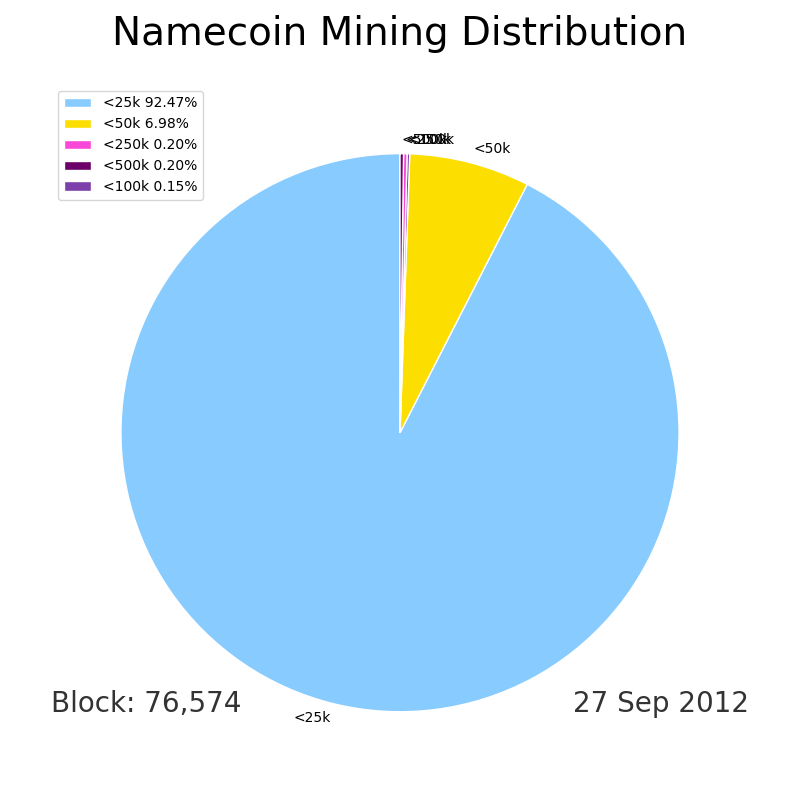 Namecoin Mining Distribution
<25k 92.47%
<50k 6.98%
<250k 0.20%
<500k 0.20%
<100k 0.15%
<50k
<25k
Block: 76,574
27 Sep 2012